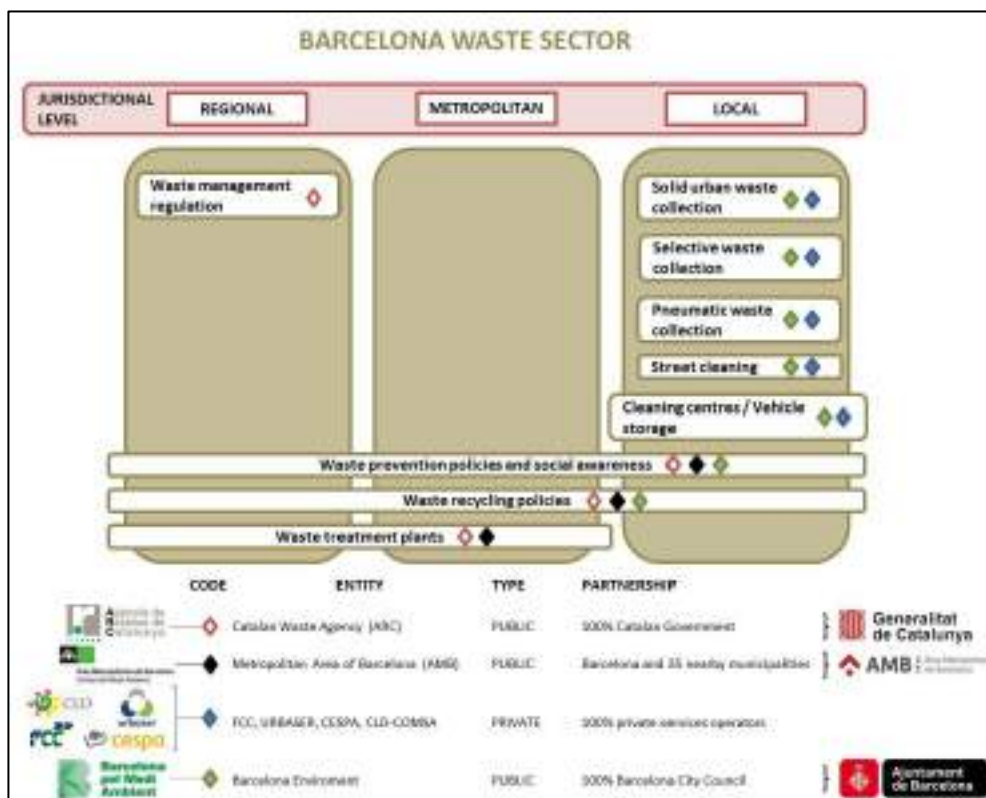 BARCELONA WASTE SECTOR
JURISDICTIONAL
LEVEL
REGIONAL
METROPOLITAN
LOCAL
Waste management
regulation
Solid urban waste
collection
Selective waste
collection
Pneumatic waste
collection
Street cleaning
Cleaning centres / Vehicle
storage
Waste prevention policies and social awareness
Waste recycling policies
Waste treatment plants
CODE ENTITY TYPE PARTNERSHIP
Catalan Waste Agency (ARC) PUBLIC 100% Catalan Government
Generalitat
de Catalunya
Metropolitan Area of Barcelona (AMB) PUBLIC Barcelona and 35 nearby municipalities
AMB
CLD
urbaser
FCC
cespa
FCC, URBASER, CESPA, CLD-COMSA PRIVATE 100% private services operators
Barcelona
pel Medi
Ambient
Barcelona Enviroment PUBLIC 100% Barcelona City Council
Ajuntament
de Barcelona